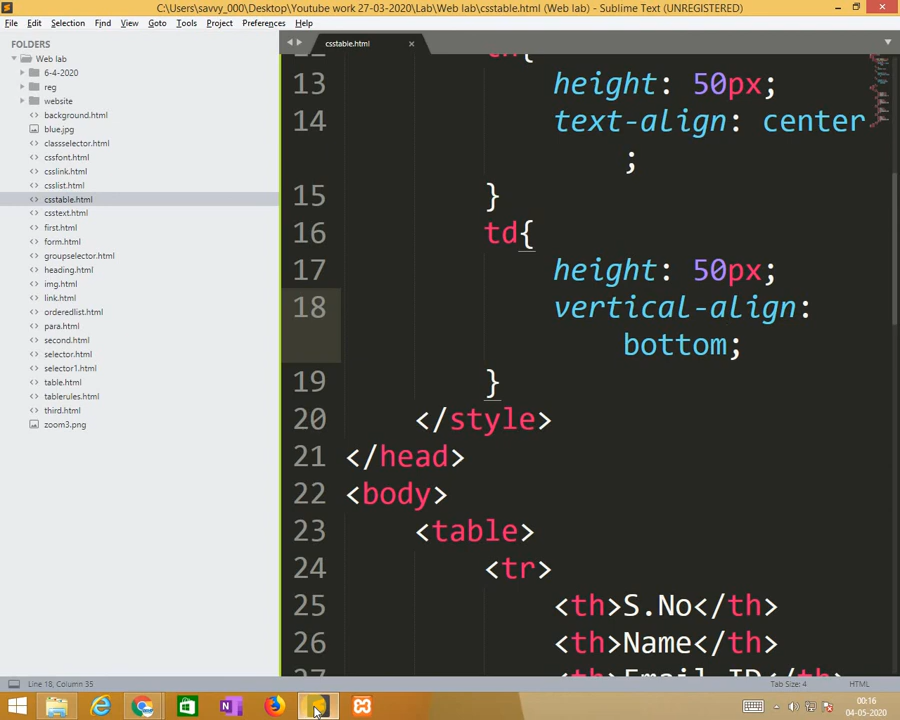 C:\Users\savvy_000\Desktop\Youtube work 27-03-2020\Lab\Web lab\csstable.html (Web lab) - Sublime Text (UNREGISTERED)
File Edit Selection Find View Goto Tools Project Preferences Help
FOLDERS
Web lab
6-4-2020
reg
website
background.html
blue.jpg
classselector.html
cssfont.html
csslink.html
csslist.html
csstable.html
csstext.html
first.html
form.html
groupselector.html
heading.html
img.html
link.html
orderedlist.html
para.html
second.html
selector.html
selector1.html
table.html
tablerules.html
third.html
zoom3.png
csstable.html
13 height: 50px;
14 text-align: center
;
15 }
16 td{
17 height: 50px;
18 vertical-align:
bottom;
19 }
20 </style>
21 </head>
22 <body>
23 <table>
24 <tr>
25 <th>S.No</th>
26 <th>Name</th>
27 <th>Email ID</th>
Line 18, Column 35
Tab Size: 4
HTML
00:16
04-05-2020